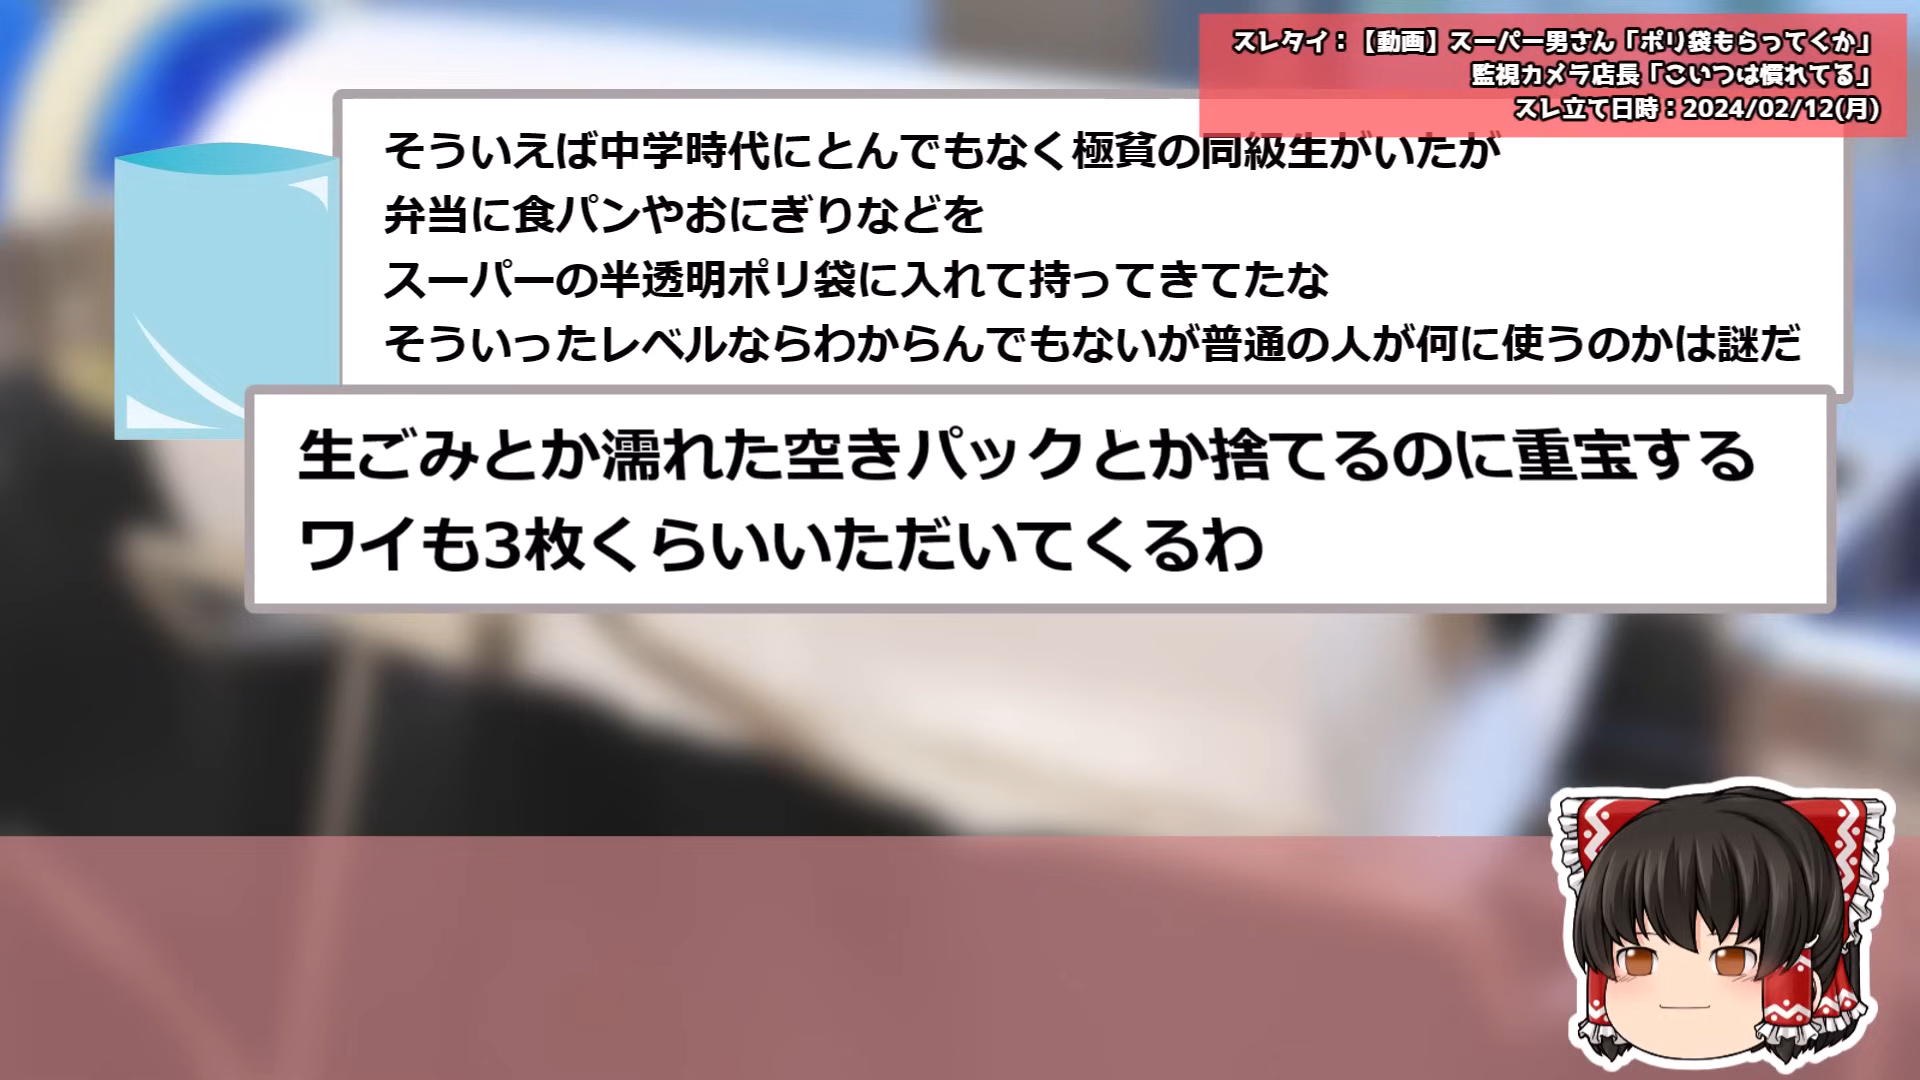 スレタイ：【動画】スーパー男さん「ポリ袋もらってくか」
監視カメラ店長「こいつは慣れてる」
スレ立て日時：2024/02/12(月)
そういえば中学時代にとんでもなく極貧の同級生がいたが
弁当に食パンやおにぎりなどを
スーパーの半透明ポリ袋に入れて持ってきてたな
そういったレベルならわからんでもないが普通の人が何に使うのかは謎だ
生ごみとか濡れた空きパックとか捨てるのに重宝する
ワイも3枚くらいいただいてくるわ